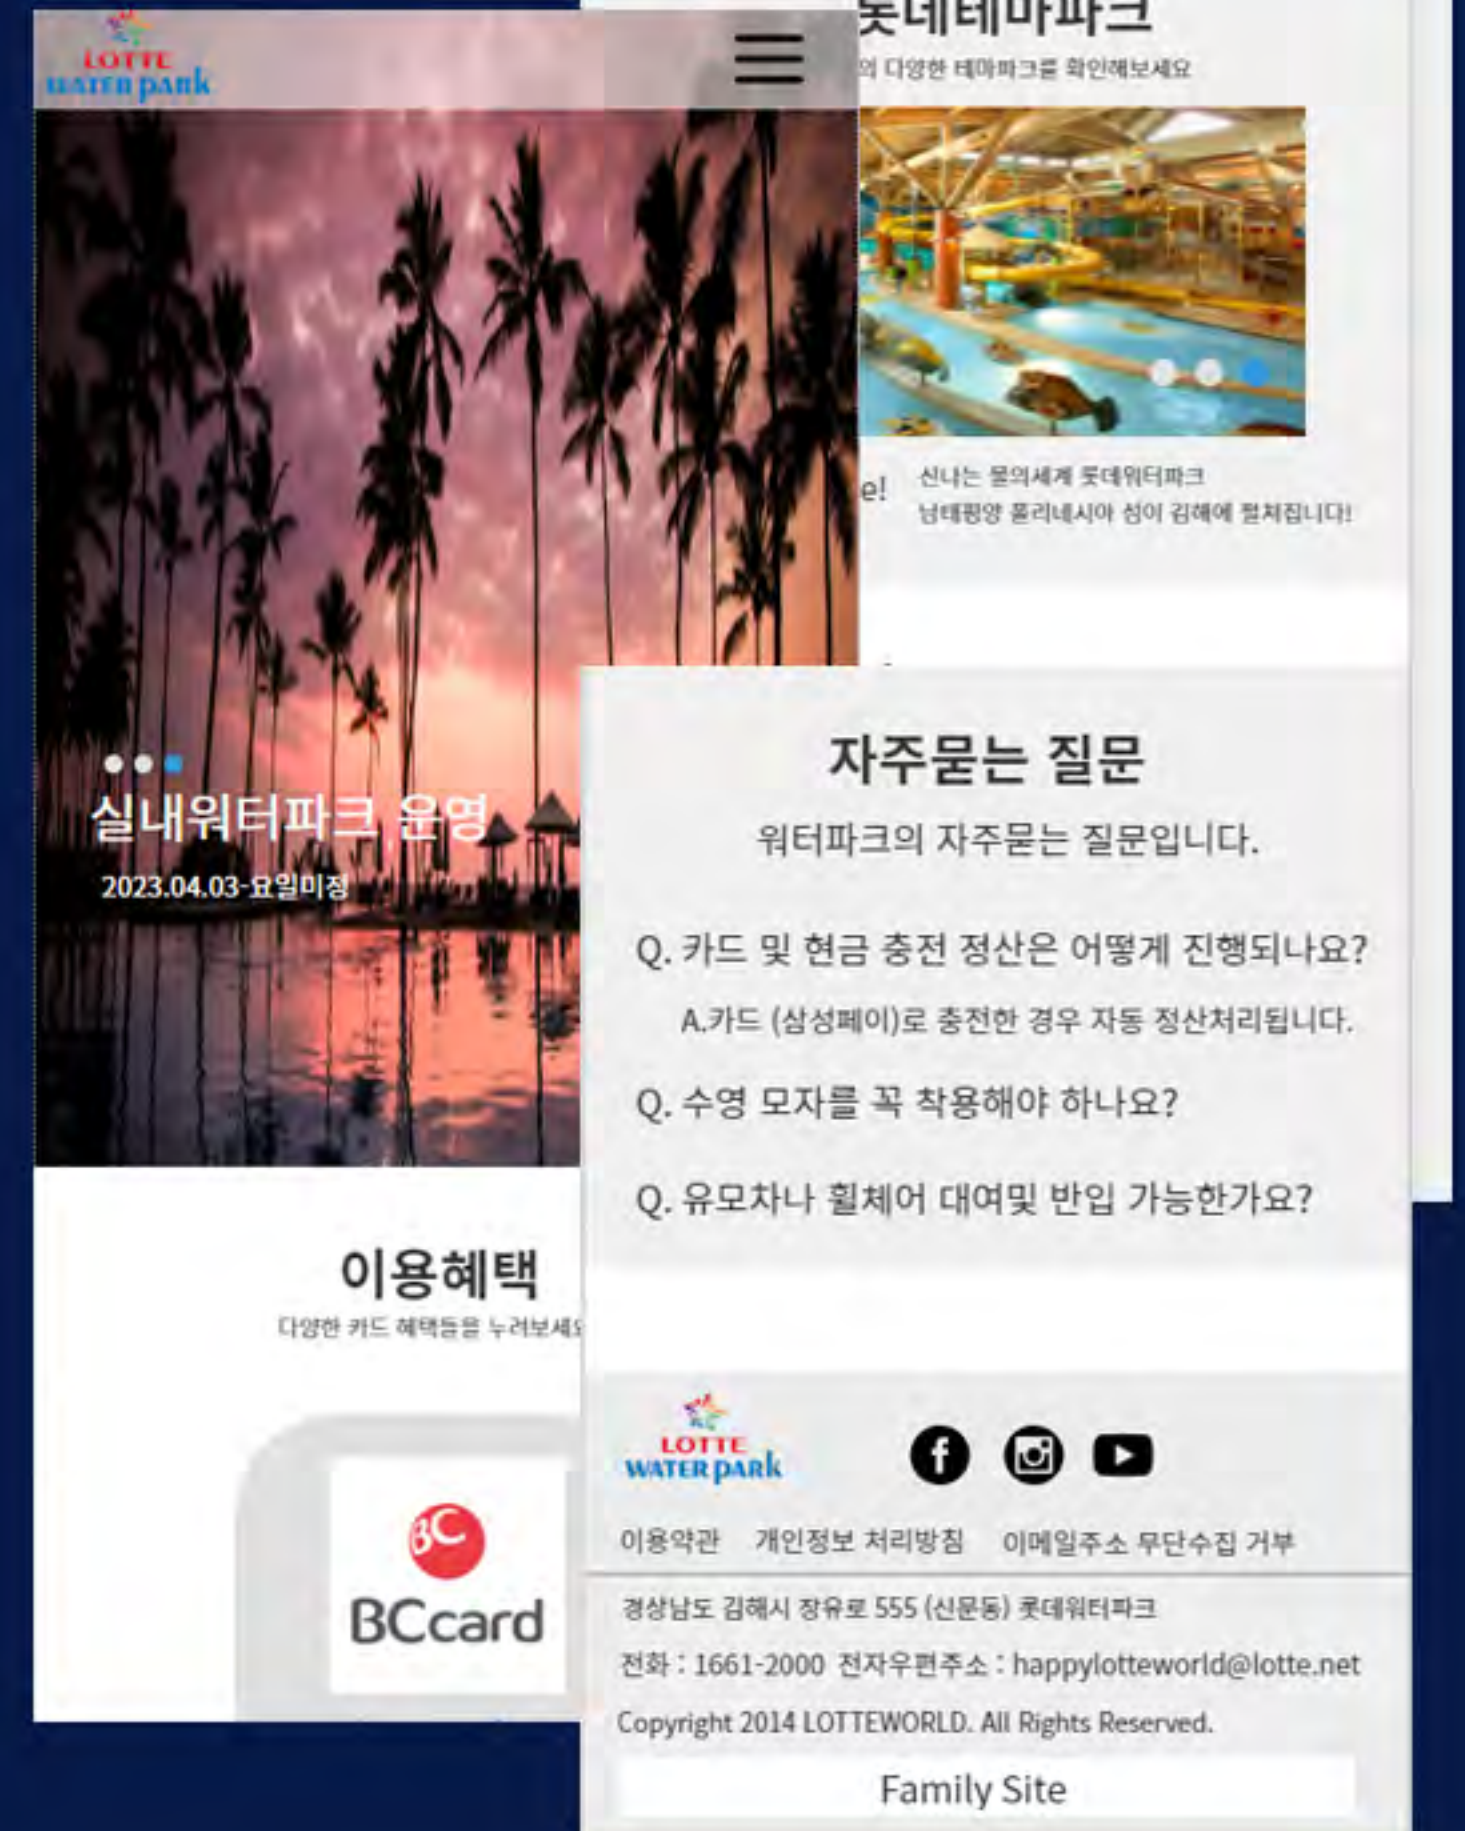 LOTTE
WATER park
실내워터파크 운영
2023.04.03-요일미정
이용혜택
다양한 카드 혜택들을 누려보세요
BC
BCcard
롯데테마파크
의 다양한 테마파크를 확인해보세요
e!
신나는 물의세계 롯데워터파크
남태평양 폴리네시아 섬이 김해에 펼쳐집니다!
자주묻는 질문
워터파크의 자주묻는 질문입니다.
Q. 카드 및 현금 충전 정산은 어떻게 진행되나요?
A.카드 (삼성페이)로 충전한 경우 자동 정산처리됩니다.
Q. 수영 모자를 꼭 착용해야 하나요?
Q. 유모차나 휠체어 대여및 반입 가능한가요?
LOTTE
WATER park
이용약관 개인정보 처리방침 이메일주소 무단수집 거부
경상남도 김해시 장유로 555 (신문동) 롯데워터파크
전화 : 1661-2000 전자우편주소 : happylotteworld@lotte.net
Copyright 2014 LOTTEWORLD. All Rights Reserved.
Family Site